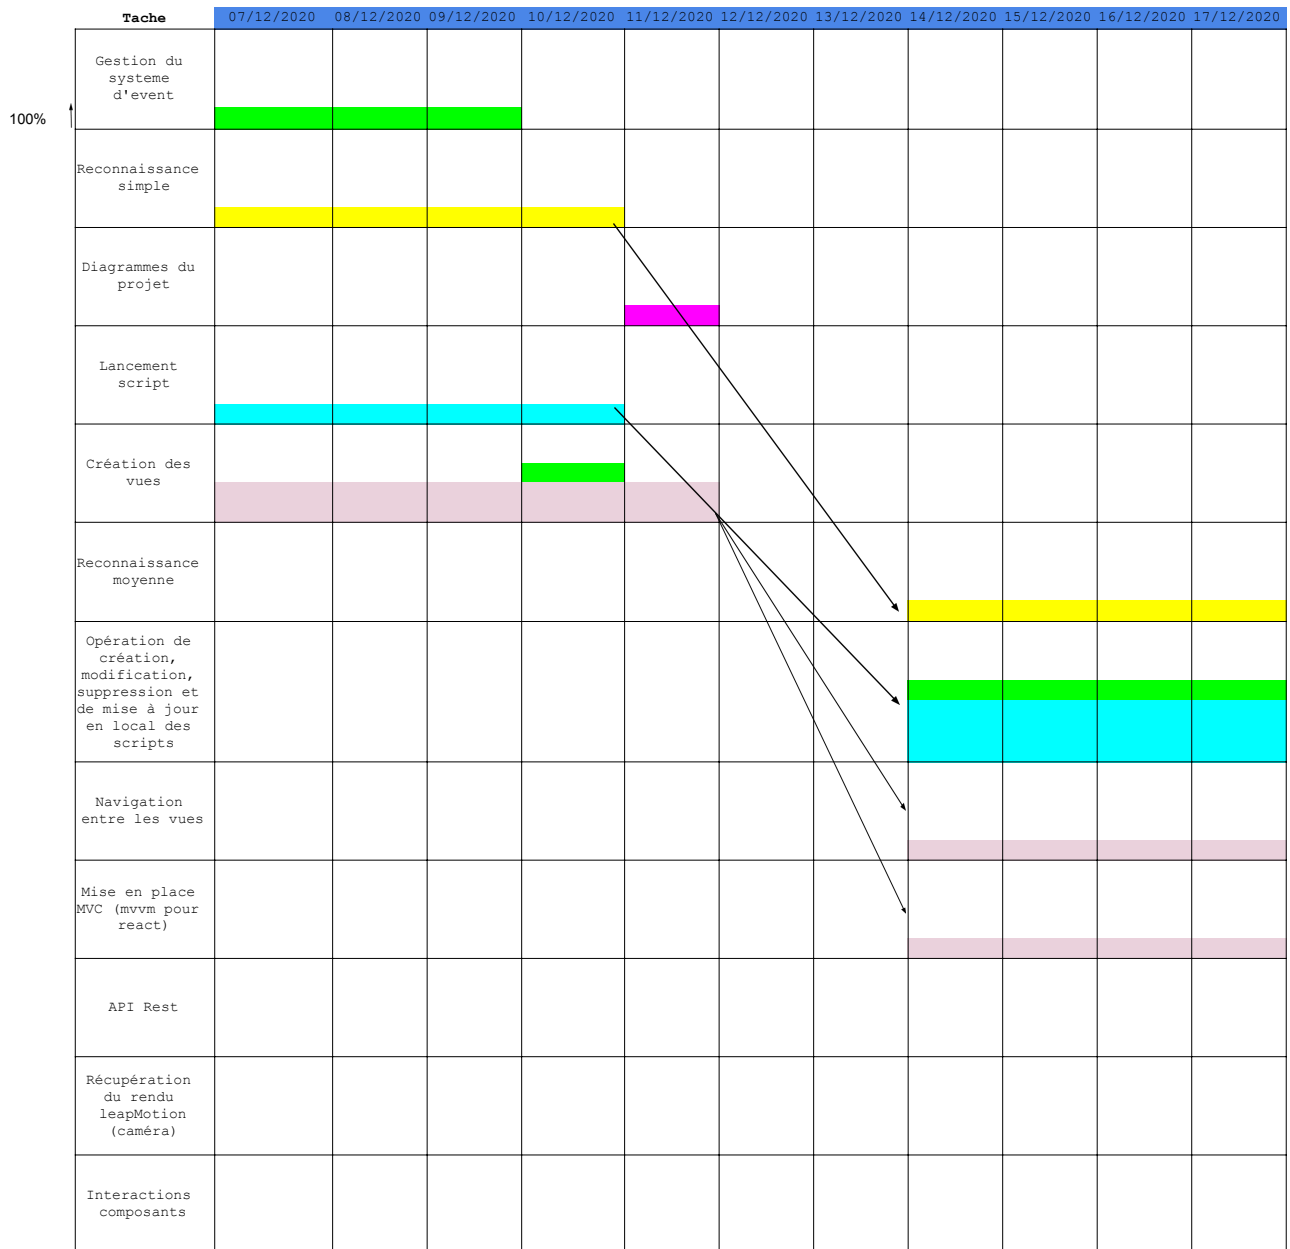 Tache 07/12/2020 08/12/2020 09/12/2020 10/12/2020 11/12/2020 12/12/2020 13/12/2020 14/12/2020 15/12/2020 16/12/2020 17/12/2020
Gestion du
systeme
d'event
100%
Reconnaissance
simple
Diagrammes du
projet
Lancement
script
Création des
vues
Reconnaissance
moyenne
Opération de
création,
modification,
suppression et
de mise à jour
en local des
scripts
Navigation
entre les vues
Mise en place
MVC (mvvm pour
react)
API Rest
Récupération
du rendu
leapMotion
(caméra)
Interactions
composants